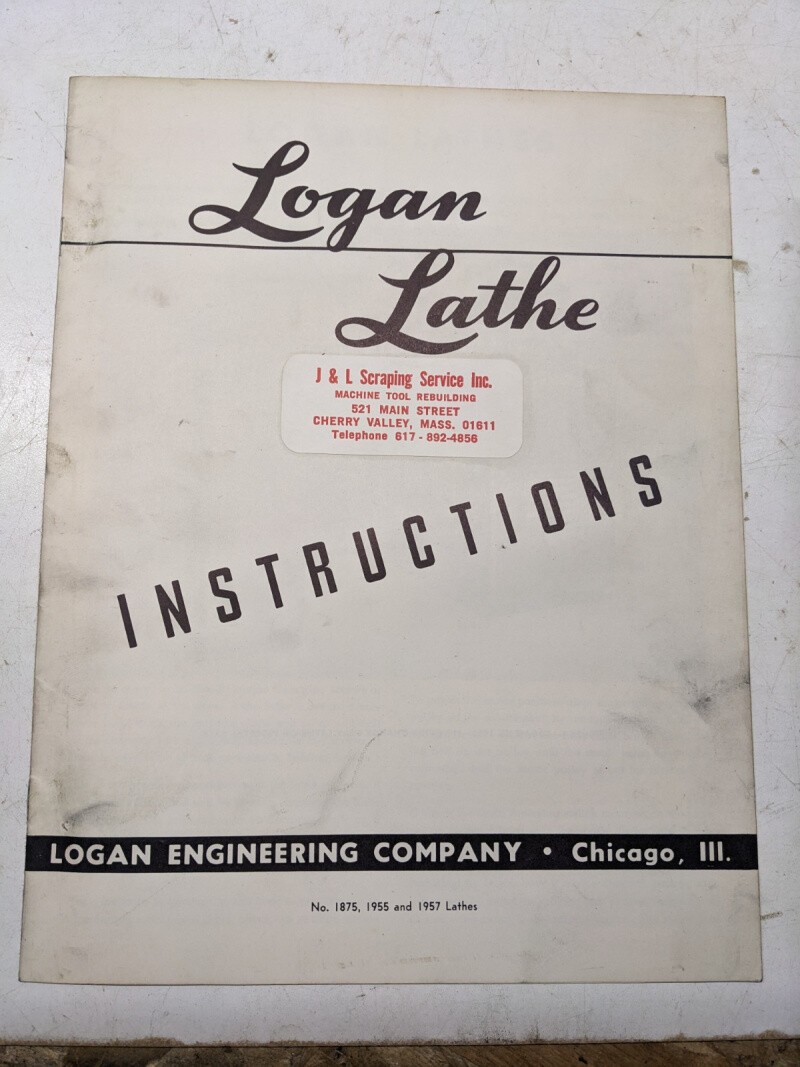 Logan
Lathe
J & L Scraping Service Inc.
MACHINE TOOL REBUILDING
521 MAIN STREET
CHERRY VALLEY, MASS. 01611
Telephone 617-892-4856
INSTRUCTIONS
LOGAN ENGINEERING COMPANY • Chicago, Ill.
No. 1875, 1955 and 1957 Lathes